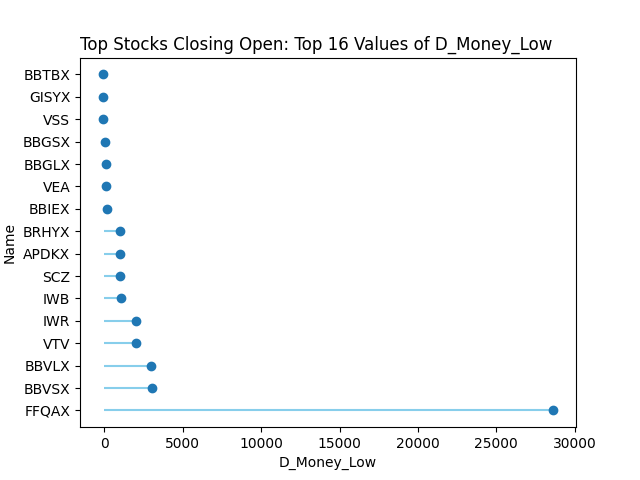 Top Stocks Closing Open: Top 16 Values of D_Money_Low
BBTBX
GISYX
VSS
BBGSX
BBGLX
VEA
BBIEX
BRHYX
APDKX
SCZ
IWB
IWR
VTV
BBVLX
BBVSX
FFQAX
Name
0 5000 10000 15000 20000 25000 30000
D_Money_Low